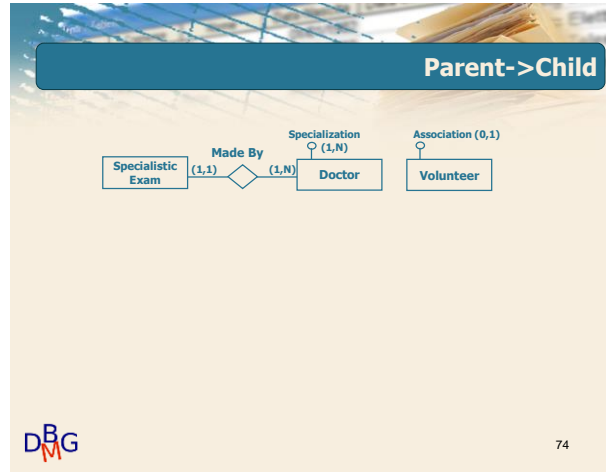 Parent->Child
Specialization
(1,N)
Association (0,1)
Made By
Specialistic
Exam
(1,1)
(1,N)
Doctor
Volunteer
DBMG
74